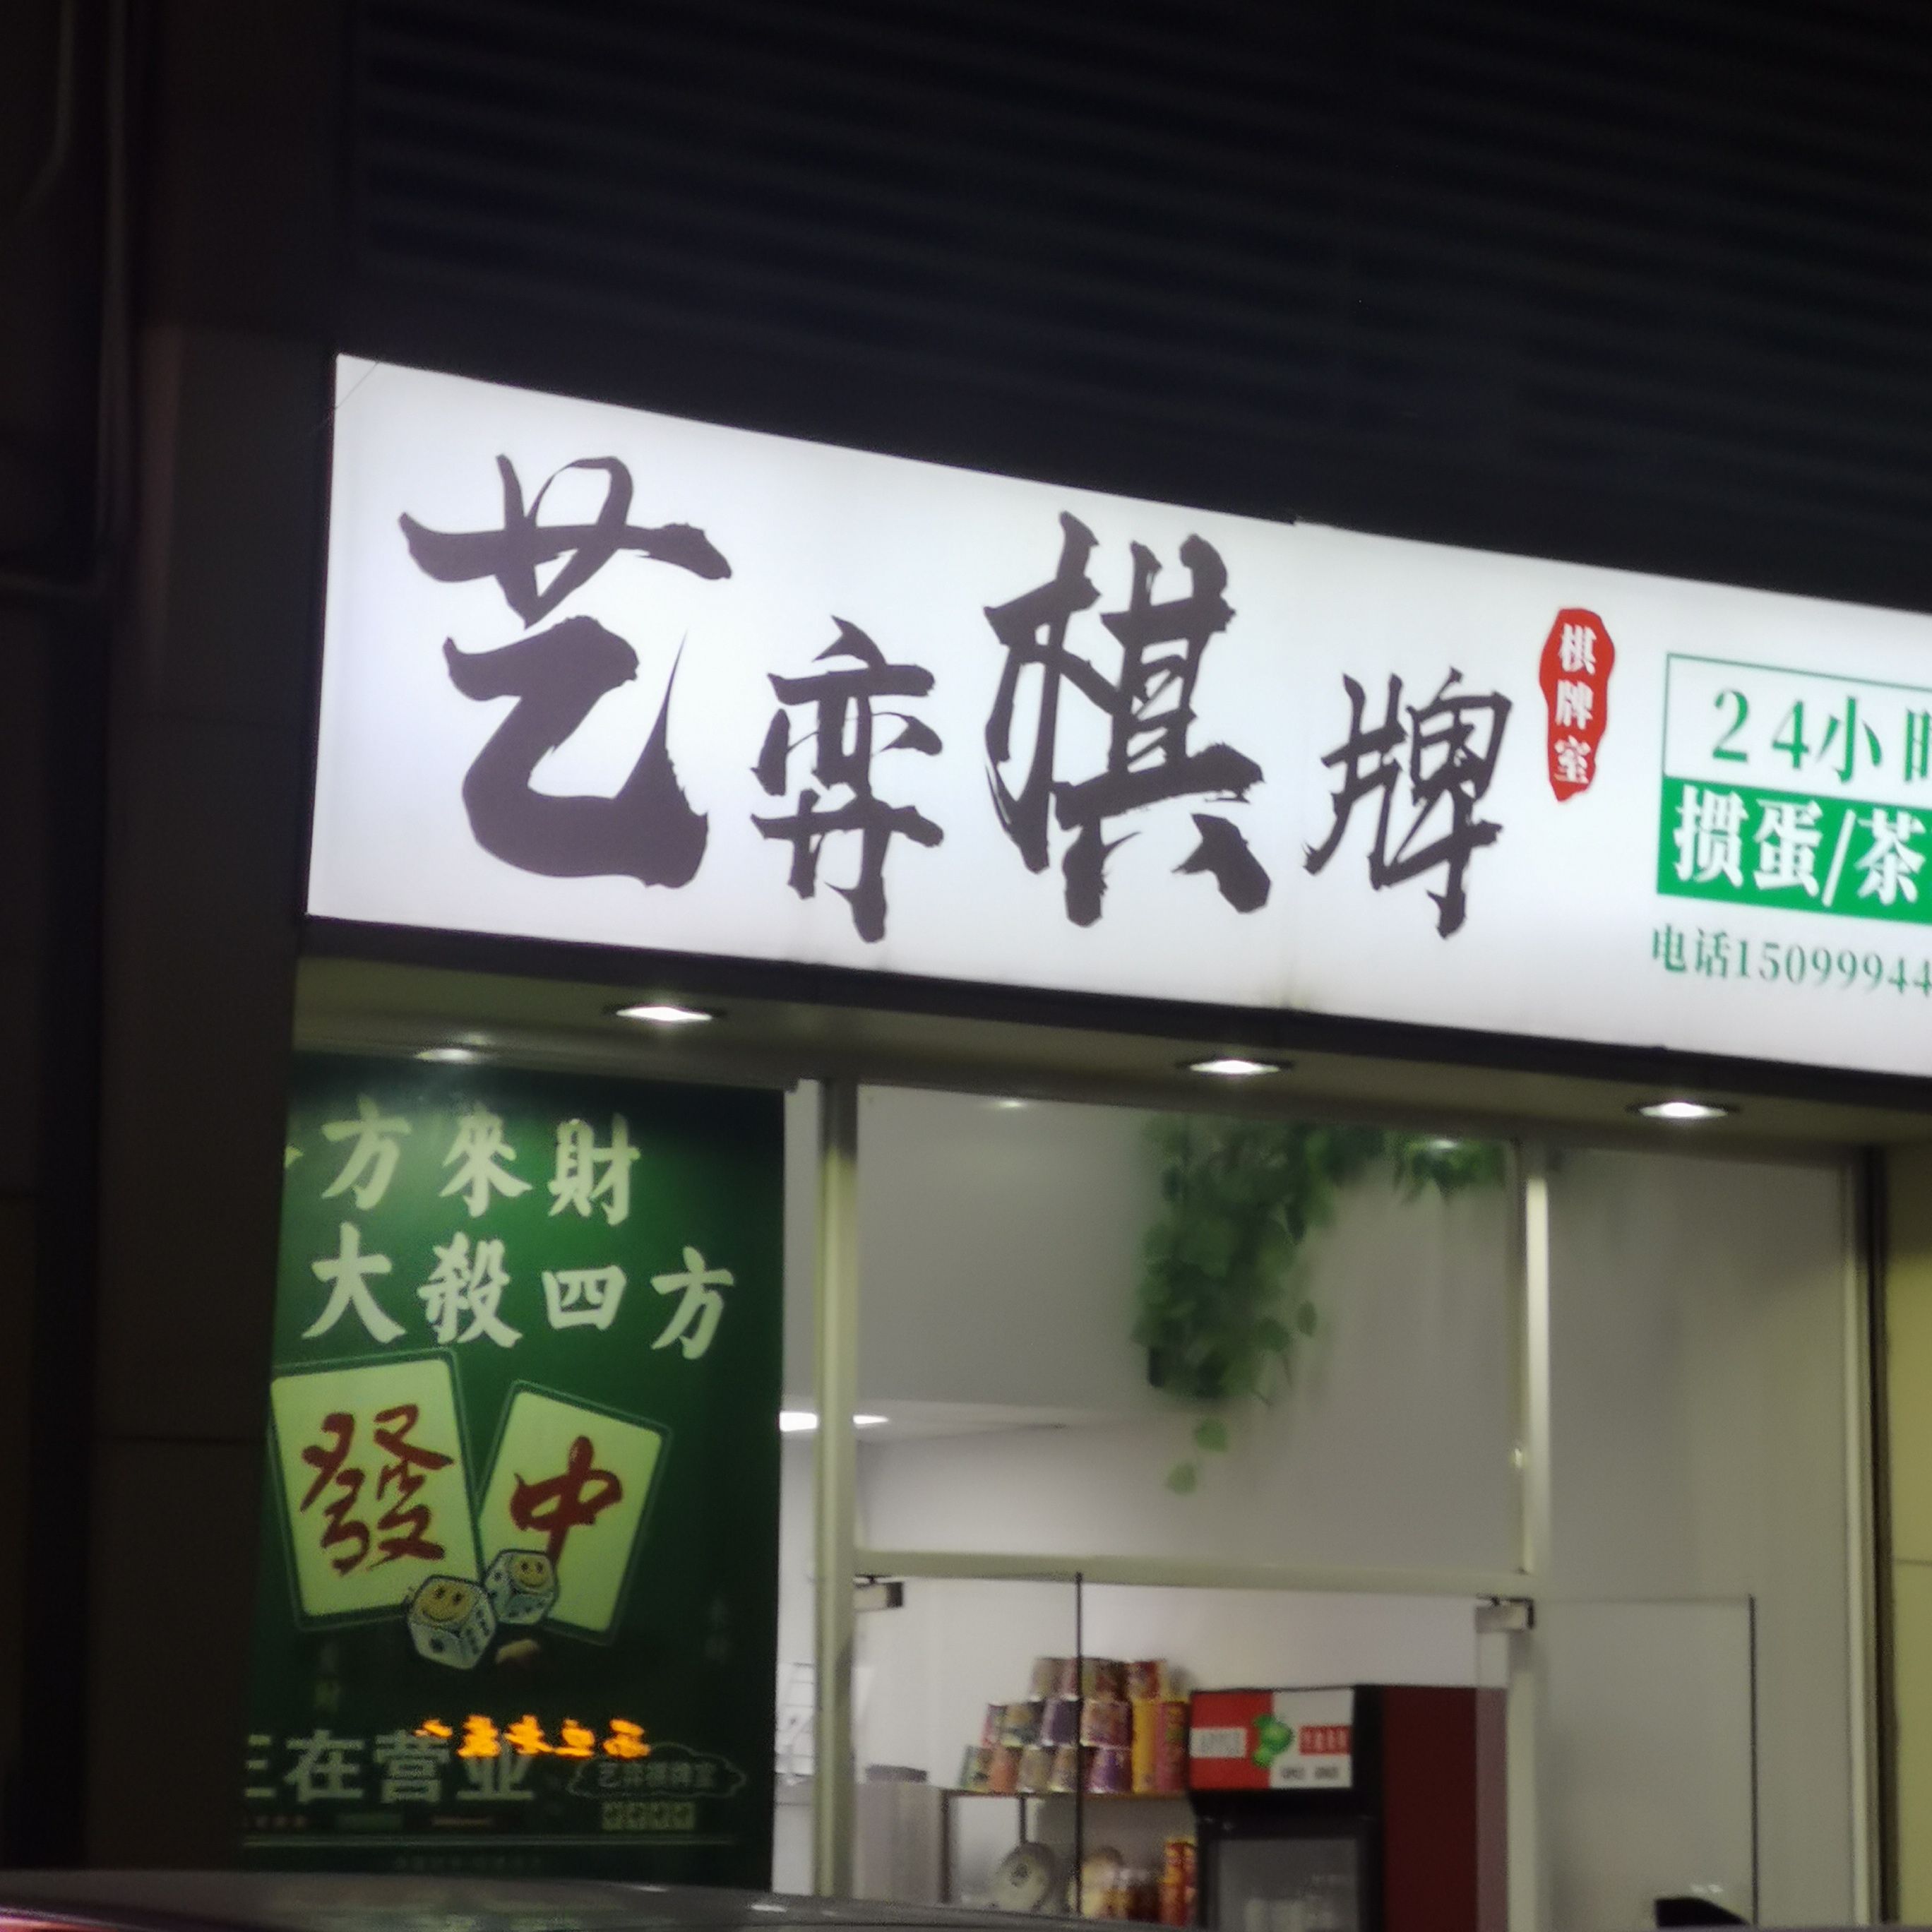 艺弈棋牌
棋牌室
24小时
掼蛋/茶
电话15099944
方來財
大殺四方
發
中
正在营业
艺弈棋牌室